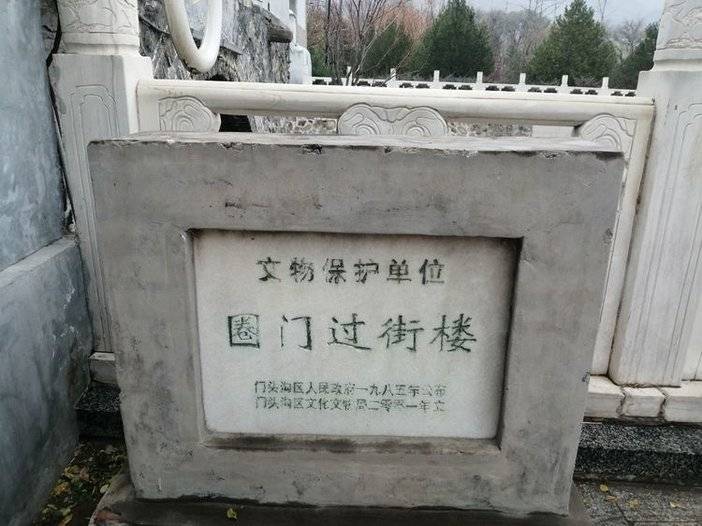 文物保护单位
圈门过街楼
门头沟区人民政府一九八五年公布
门头沟区文化文物局二零零一年立